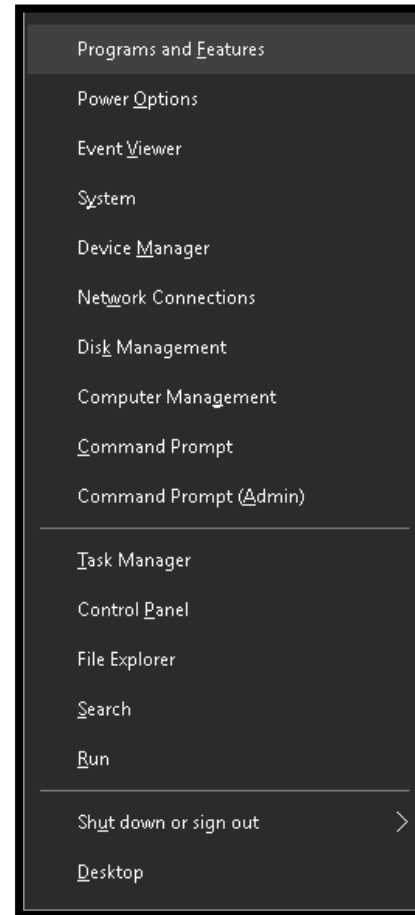 Programs and Features
Power Options
Event Viewer
System
Device Manager
Network Connections
Disk Management
Computer Management
Command Prompt
Command Prompt (Admin)
Task Manager
Control Panel
File Explorer
Search
Run
Shut down or sign out
Desktop